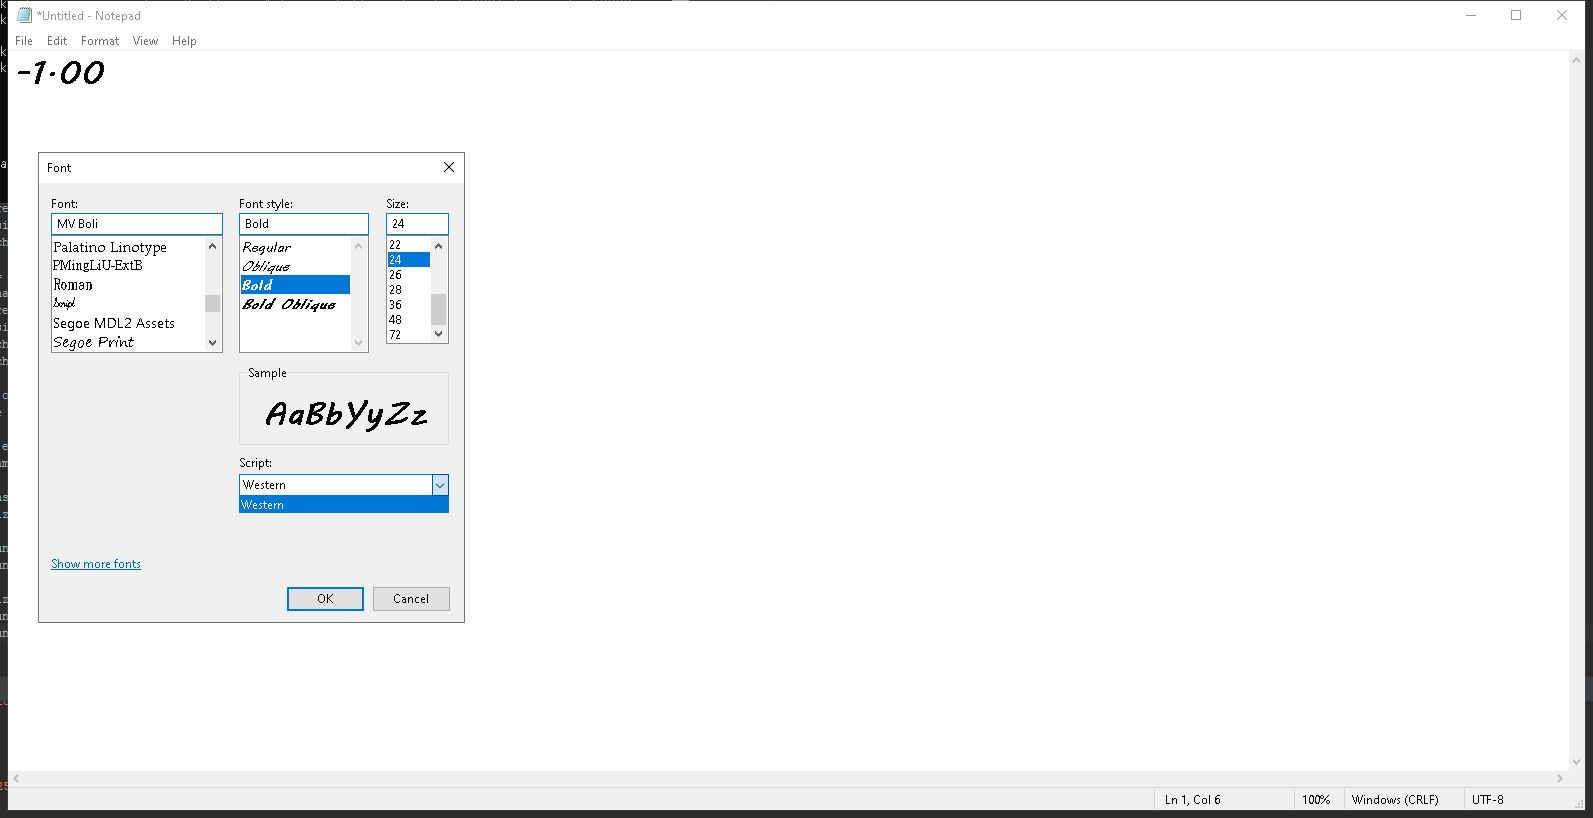 *Untitled - Notepad
File Edit Format View Help
-1.00
Font
Font: Font style: Size:
MV Boli Bold 24
Palatino Linotype
PMingLiU-ExtB
Roman
Script
Segoe MDL2 Assets
Segoe Print
Regular
Oblique
Bold
Bold Oblique
22
24
26
28
36
48
72
Sample
AaBbYyZz
Script:
Western
Western
Show more fonts
OK Cancel
Ln 1, Col 6 100% Windows (CRLF) UTF-8